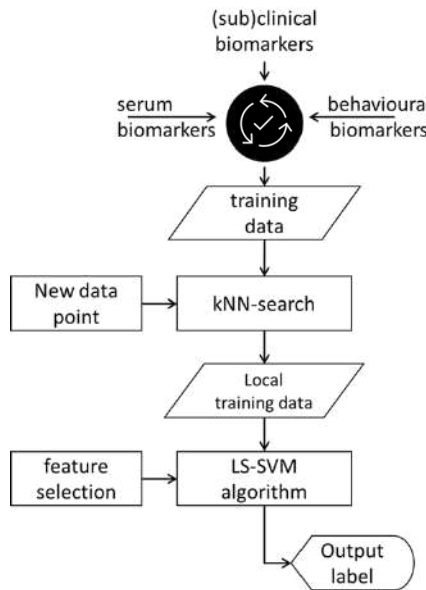 (sub)clinical
biomarkers
serum
biomarkers
behavioura
biomarkers
training
data
New data
point
kNN-search
Local
training data
feature
selection
LS-SVM
algorithm
Output
label